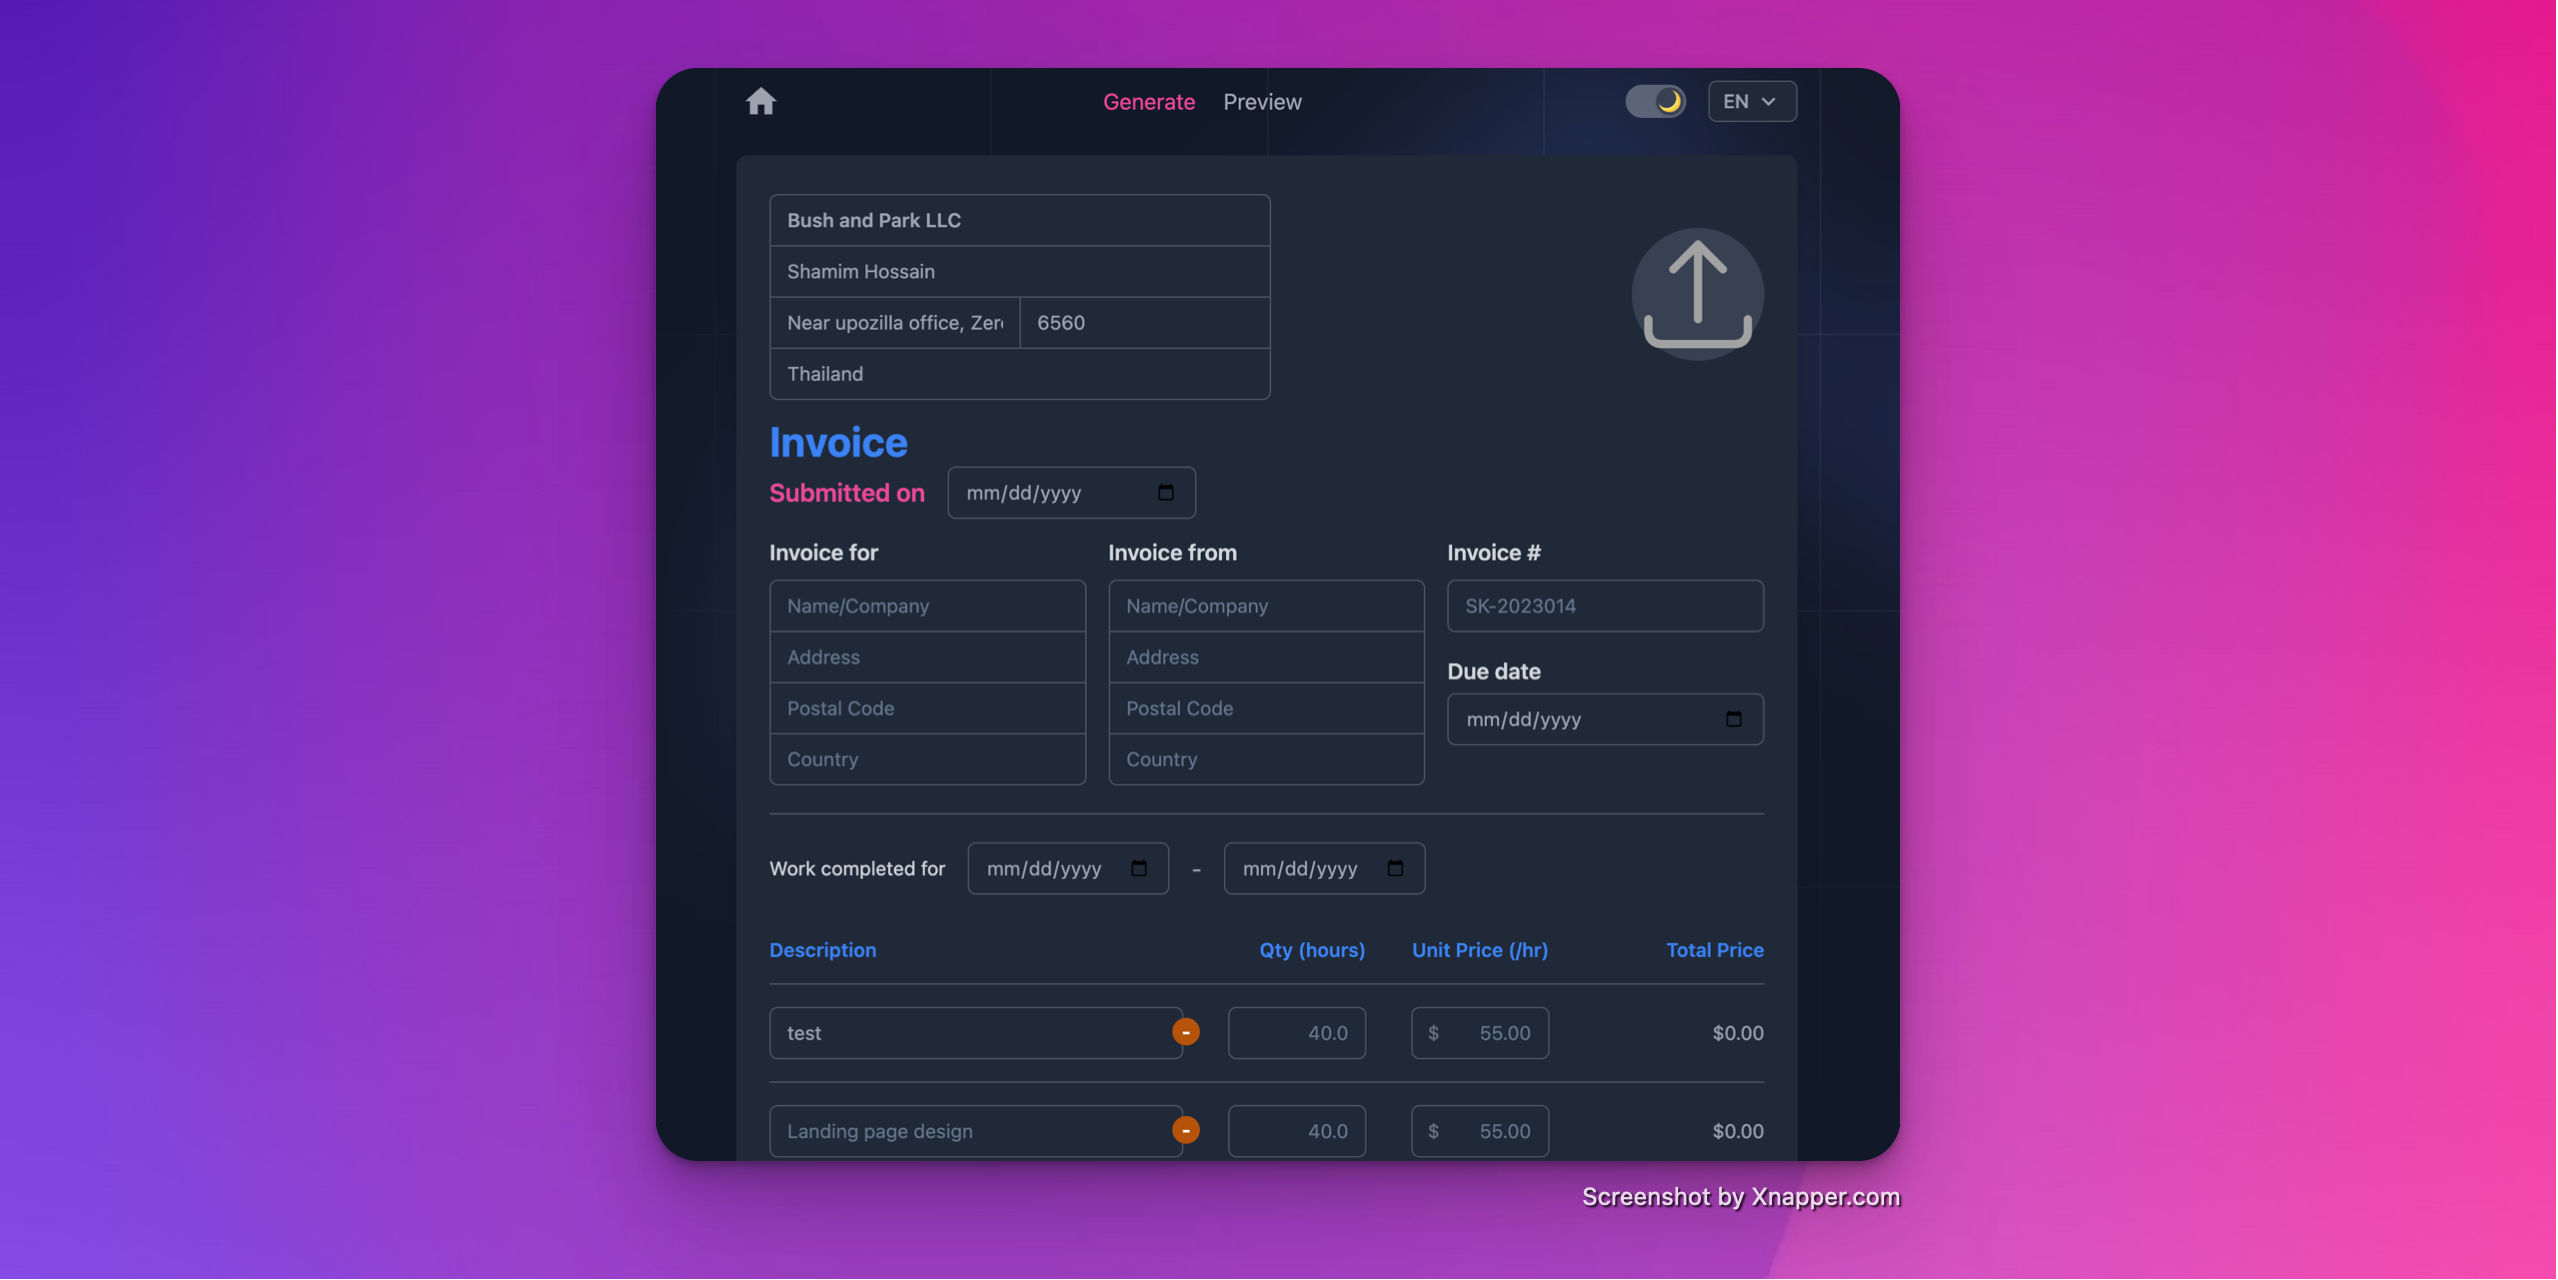 Generate Preview EN
Bush and Park LLC
Shamim Hossain
Near upozilla office, 6560
Thailand
Invoice
Submitted on mm/dd/yyyy
Invoice for Invoice from Invoice #
Name/Company Name/Company SK-2023014
Address Address
Due date
Postal Code Postal Code mm/dd/yyyy
Country Country
Work completed for mm/dd/yyyy - mm/dd/yyyy
Description Qty (hours) Unit Price (/hr) Total Price
test - 40.0 $ 55.00 $0.00
Landing page design - 40.0 $ 55.00 $0.00
Screenshot by Xnapper.com